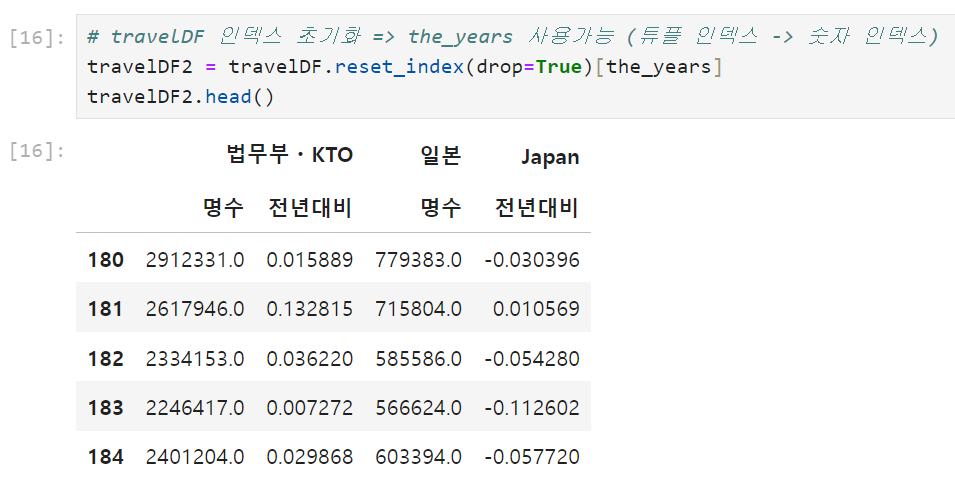 [16]: # travelDF 인덱스 초기화 => the_years 사용가능 (튜플 인덱스 -> 숫자 인덱스)
travelDF2 = travelDF.reset_index(drop=True)[the_years]
travelDF2.head()
[16]: 법무부・KTO 일본 Japan
명수 전년대비 명수 전년대비
180 2912331.0 0.015889 779383.0 -0.030396
181 2617946.0 0.132815 715804.0 0.010569
182 2334153.0 0.036220 585586.0 -0.054280
183 2246417.0 0.007272 566624.0 -0.112602
184 2401204.0 0.029868 603394.0 -0.057720